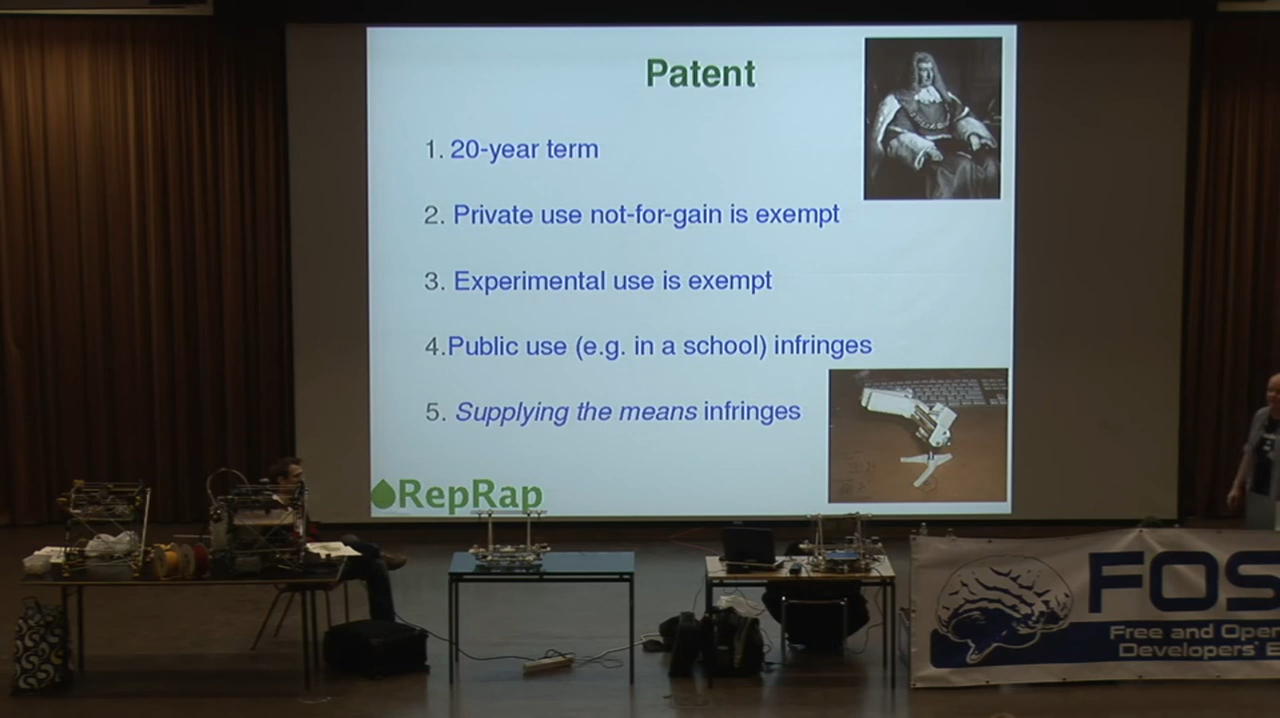 Patent
1. 20-year term
2. Private use not-for-gain is exempt
3. Experimental use is exempt
4.Public use (e.g. in a school) infringes
5. Supplying the means infringes
RepRap
FOS
Free and Open
Developers' E